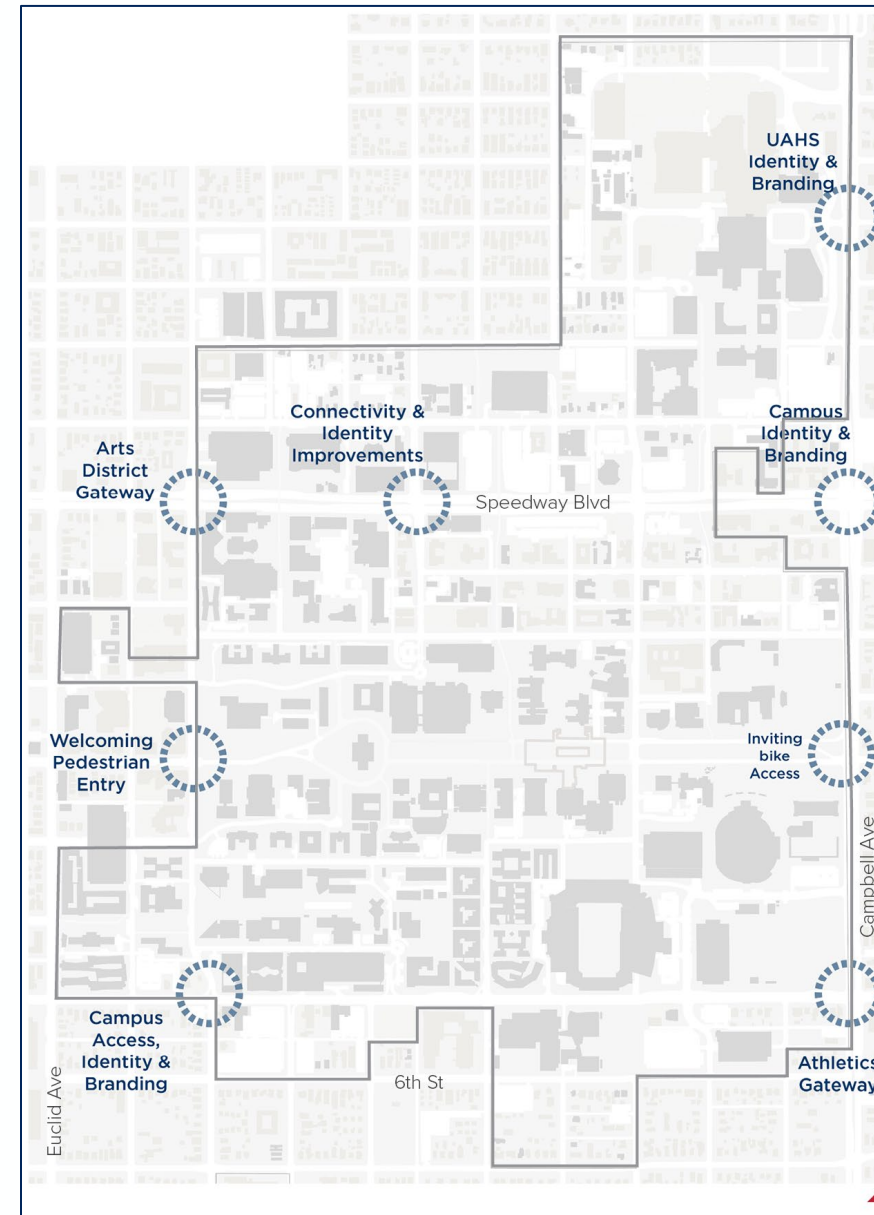 UAHS
Identity &
Branding
Connectivity &
Identity
Improvements
Campus
Identity &
Branding
Arts
District
Gateway
Speedway Blvd
Welcoming
Pedestrian
Entry
Inviting
bike
Access
Campbell Ave
Campus
Access,
Identity &
Branding
Athletics
Gateway
6th St
Euclid Ave